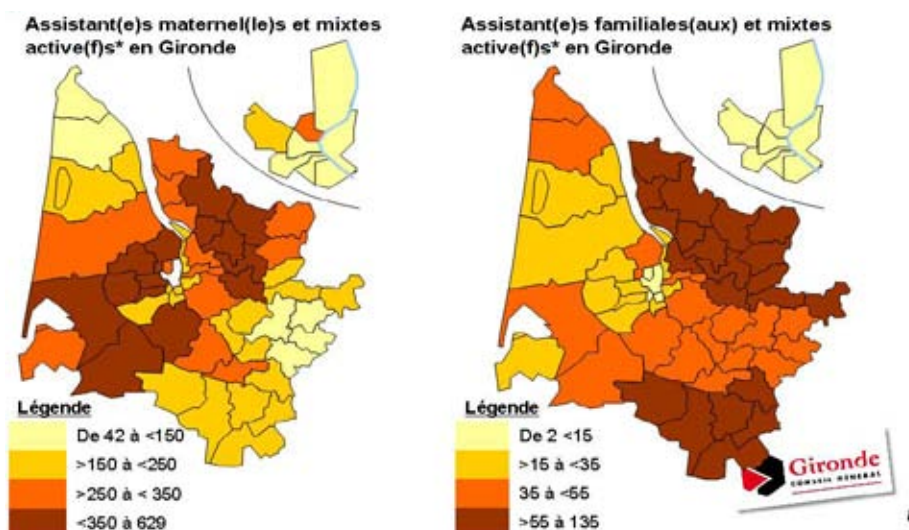 Assistant(e)s maternel(le)s et mixtes
active(f)s* en Gironde
Légende
De 42 à <150
>150 à <250
>250 à < 350
<350 à 629
Assistant(e)s familiales(aux) et mixtes
active(f)s* en Gironde
Légende
De 2 <15
>15 à <35
35 à <55
>55 à 135
Gironde
CONSEIL GENERAL